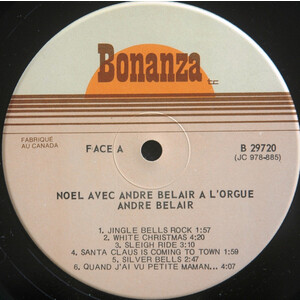 Bonanza
FABRIQUE
AU CANADA
FACE A
B 29720
(JC 978-885)
NOEL AVEC ANDRE BELAIR A L'ORGUE
ANDRE BELAIR
1. JINGLE BELLS ROCK 1:57
2. WHITE CHRISTMAS 4:20
3. SLEIGH RIDE 3:10
4. SANTA CLAUS IS COMING TO TOWN 1:59
5. SILVER BELLS 2:47
6. QUAND J'AI VU PETITE MAMAN... 4:07